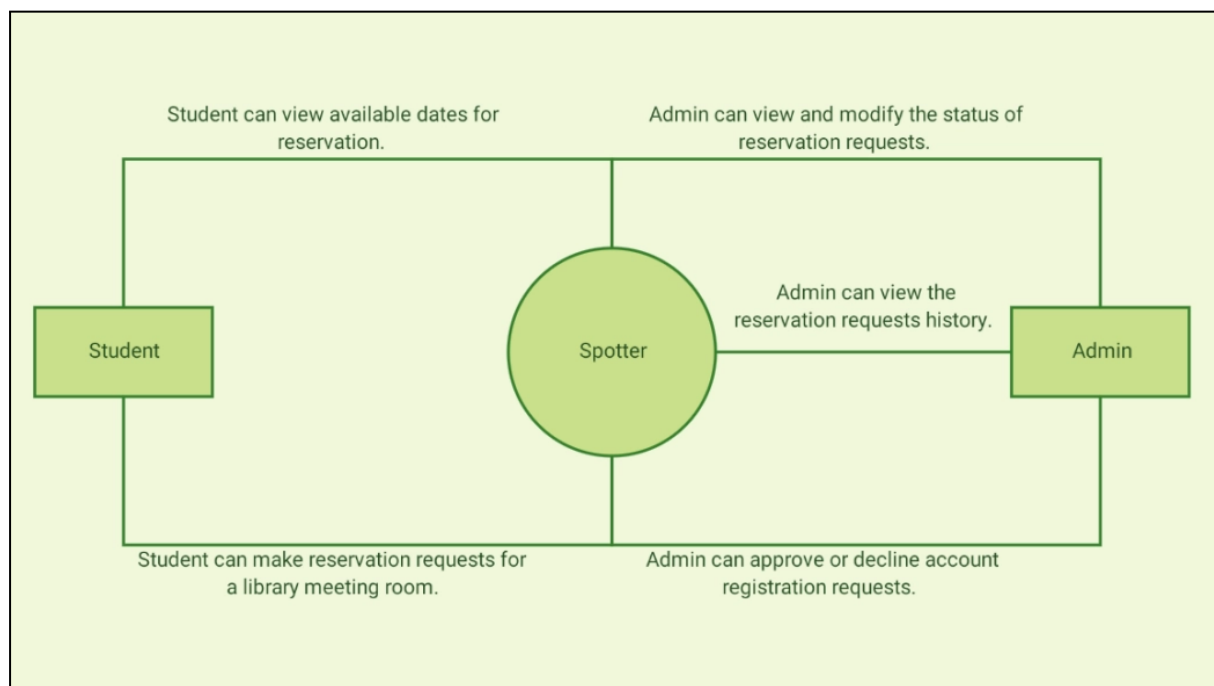 Student can view available dates for
reservation.
Admin can view and modify the status of
reservation requests.
Admin can view the
reservation requests history.
Student
Spotter
Admin
Student can make reservation requests for
a library meeting room.
Admin can approve or decline account
registration requests.